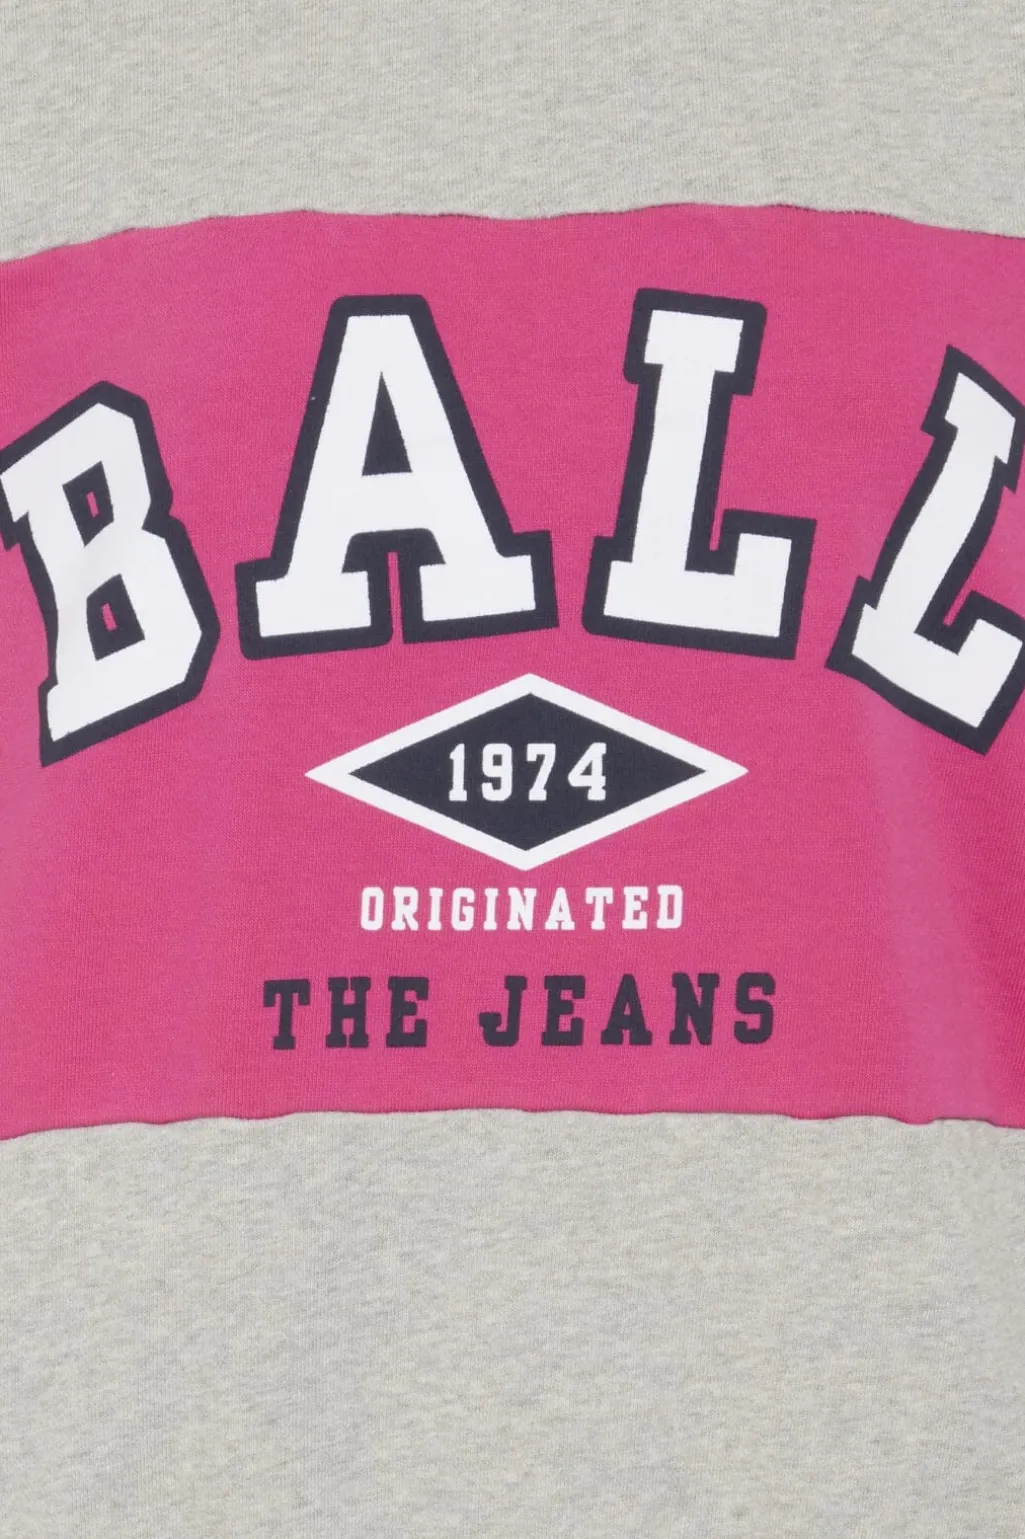 BALL
1974
ORIGINATED
THE JEANS